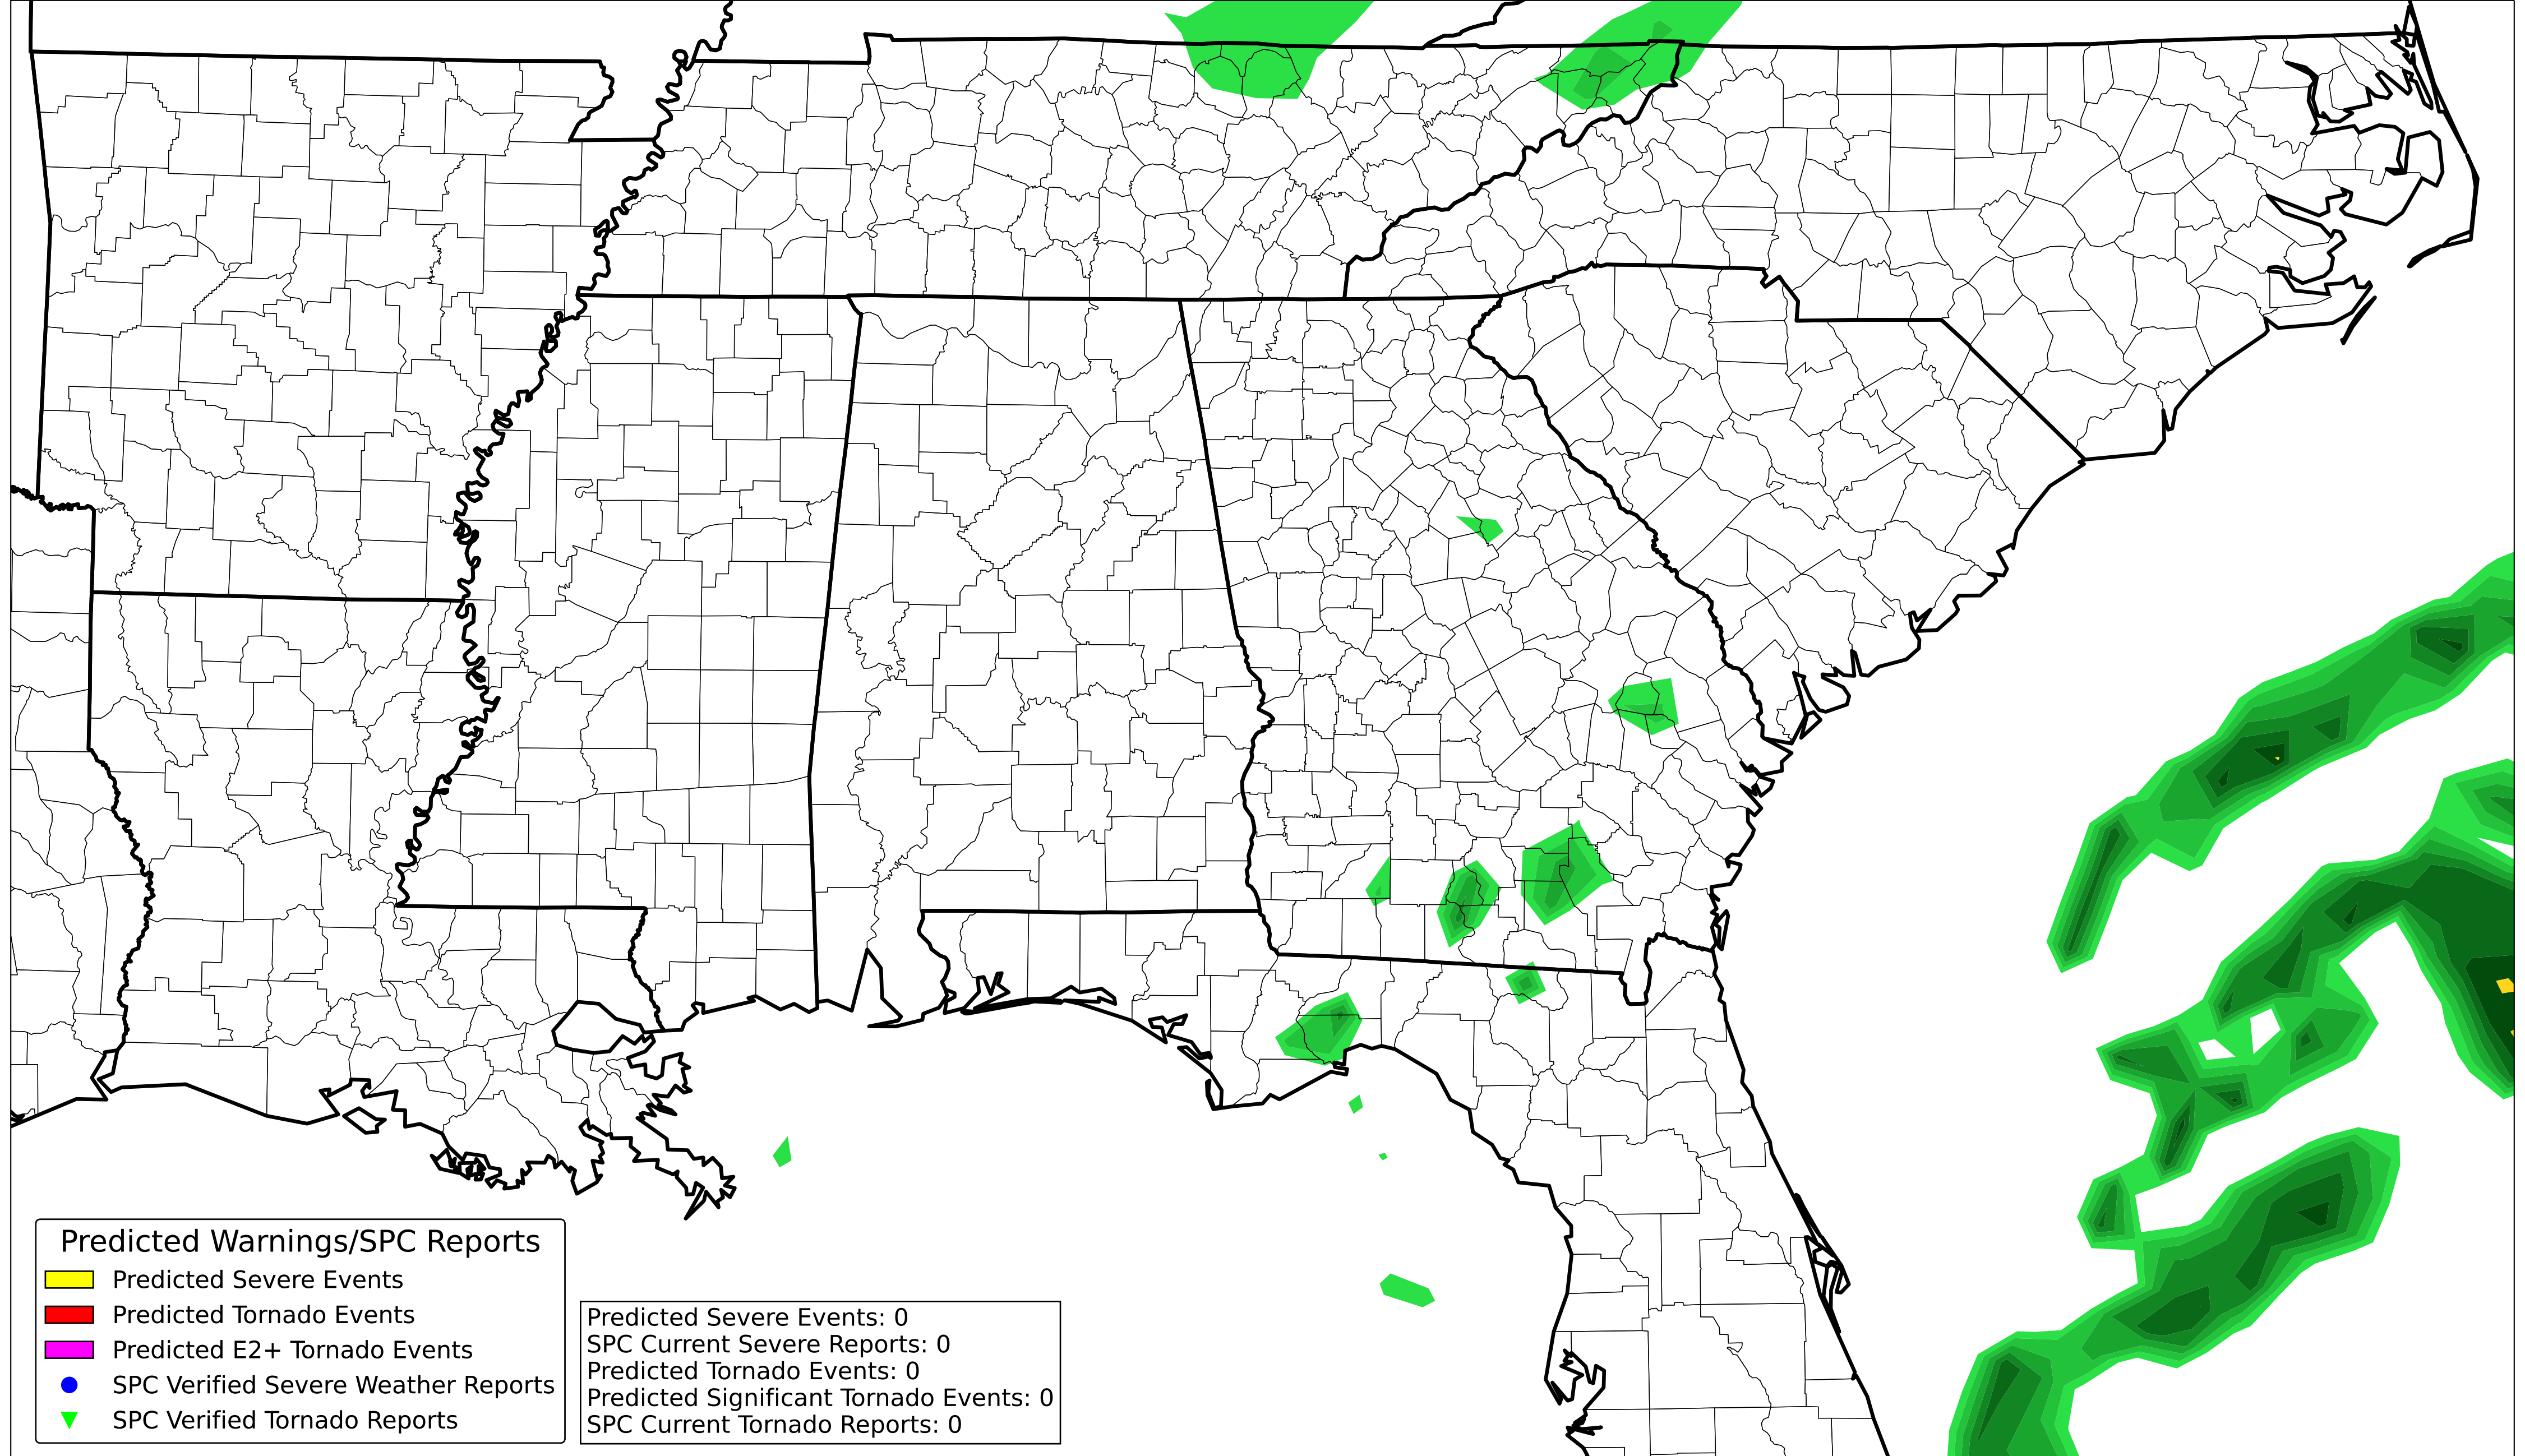 Predicted Warnings/SPC Reports
Predicted Severe Events
Predicted Tornado Events
Predicted E2+ Tornado Events
SPC Verified Severe Weather Reports
SPC Verified Tornado Reports
Predicted Severe Events: 0
SPC Current Severe Reports: 0
Predicted Tornado Events: 0
Predicted Significant Tornado Events: 0
SPC Current Tornado Reports: 0